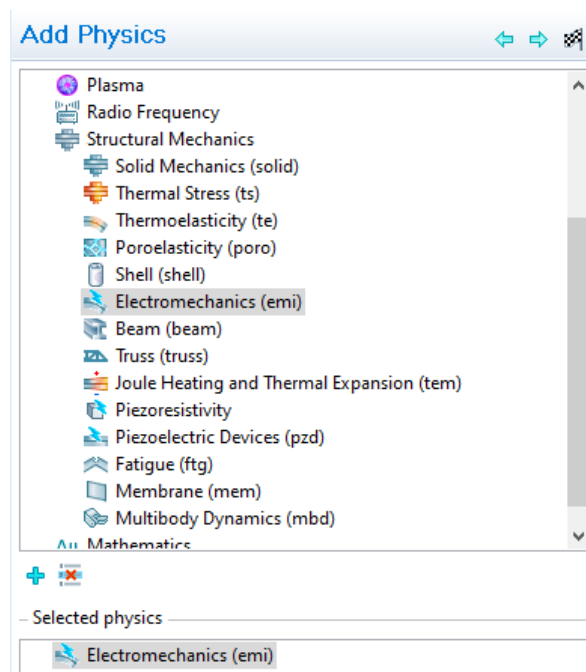 Add Physics
Plasma
Radio Frequency
Structural Mechanics
Solid Mechanics (solid)
Thermal Stress (ts)
Thermoelasticity (te)
Poroelasticity (poro)
Shell (shell)
Electromechanics (emi)
Beam (beam)
Truss (truss)
Joule Heating and Thermal Expansion (tem)
Piezoresistivity
Piezoelectric Devices (pzd)
Fatigue (ftg)
Membrane (mem)
Multibody Dynamics (mbd)
Mathematics
Selected physics
Electromechanics (emi)